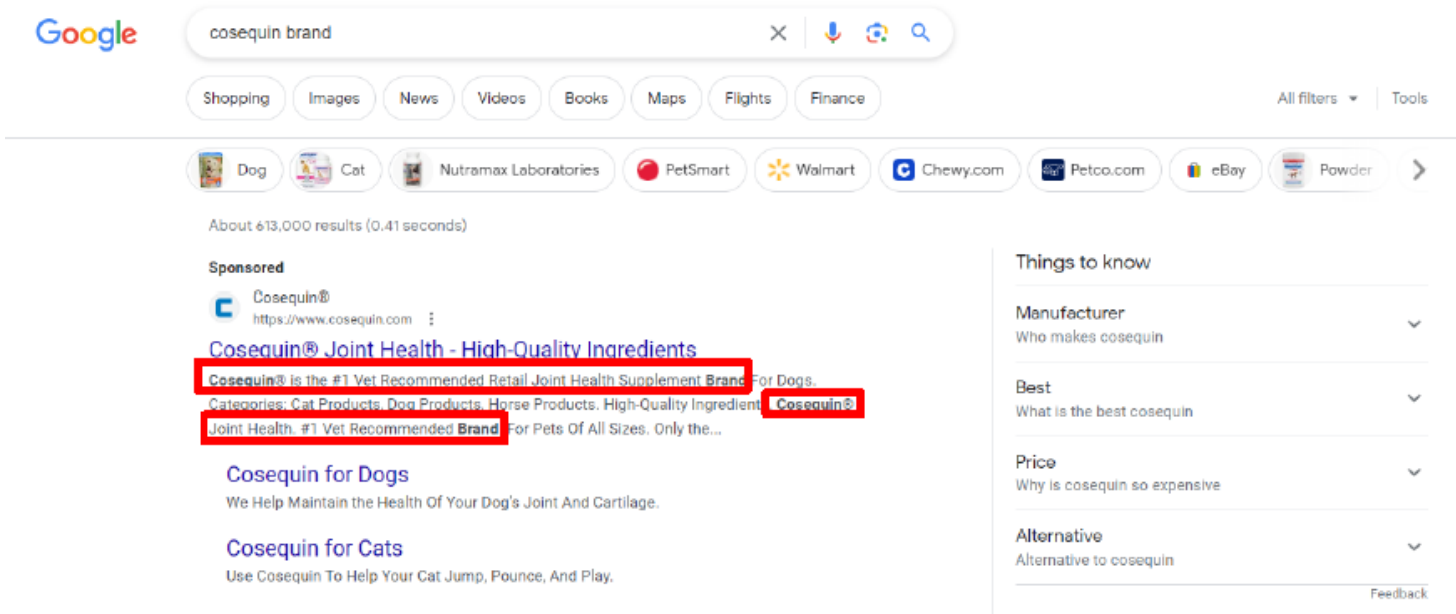 Google
cosequin brand
Shopping Images News Videos Books Maps Flights Finance All filters Tools
Dog Cat Nutramax Laboratories PetSmart Walmart Chewy.com Petco.com eBay Powder
About 613,000 results (0.41 seconds)
Sponsored
Cosequin®
https://www.cosequin.com
Cosequin® Joint Health - High-Quality Ingredients
Cosequin® is the #1 Vet Recommended Retail Joint Health Supplement Brand For Dogs.
Categories: Cat Products, Dog Products, Horse Products. High-Quality Ingredient Cosequin®
Joint Health. #1 Vet Recommended Brand For Pets Of All Sizes. Only the...
Cosequin for Dogs
We Help Maintain the Health Of Your Dog's Joint And Cartilage.
Cosequin for Cats
Use Cosequin To Help Your Cat Jump, Pounce, And Play.
Things to know
Manufacturer
Who makes cosequin
Best
What is the best cosequin
Price
Why is cosequin so expensive
Alternative
Alternative to cosequin
Feedback